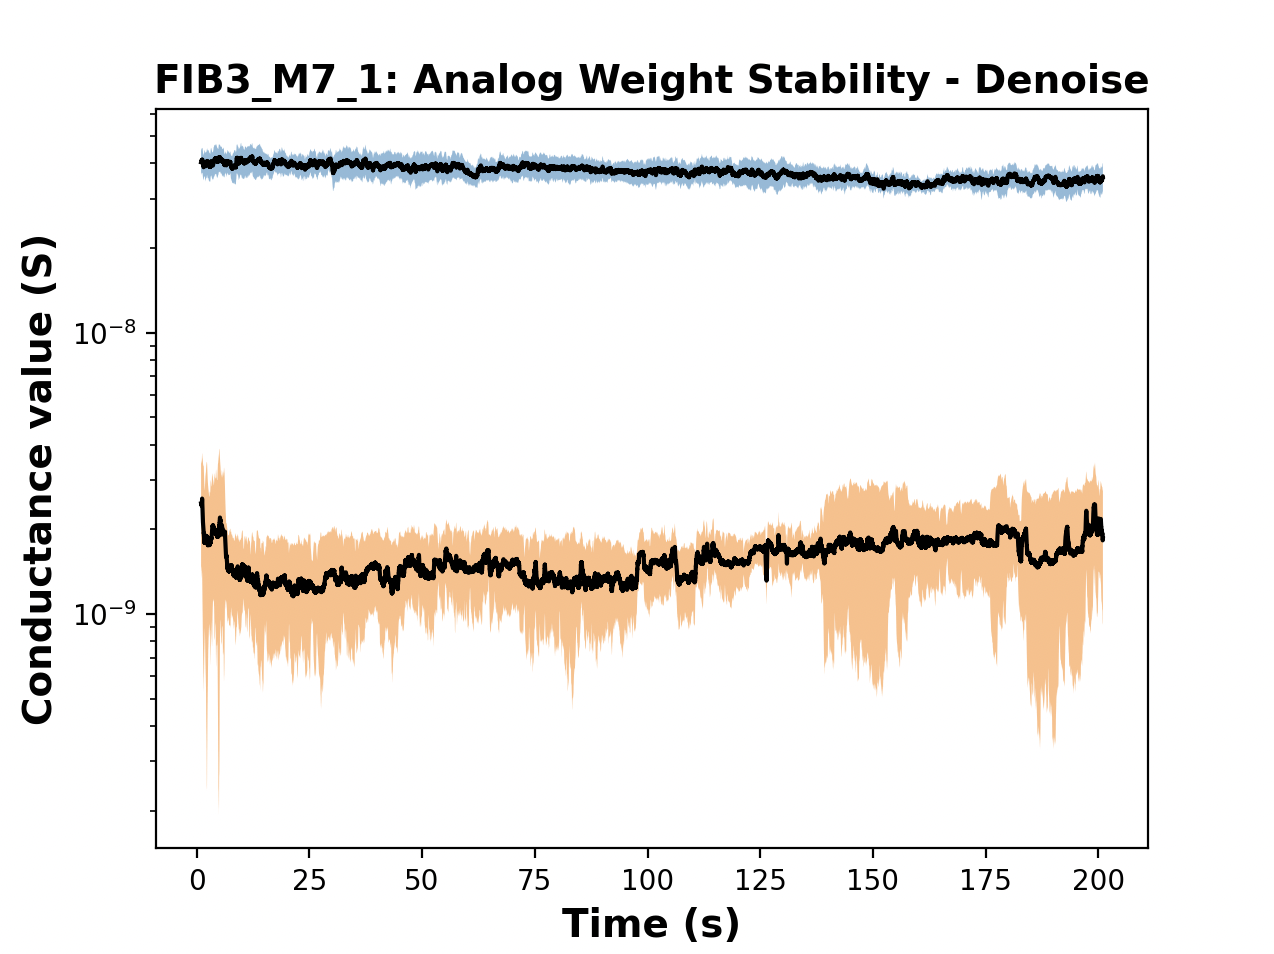 FIB3_M7_1: Analog Weight Stability - Denoise
Conductance value (S)
10⁻⁸
10⁻⁹
0 25 50 75 100 125 150 175 200
Time (s)